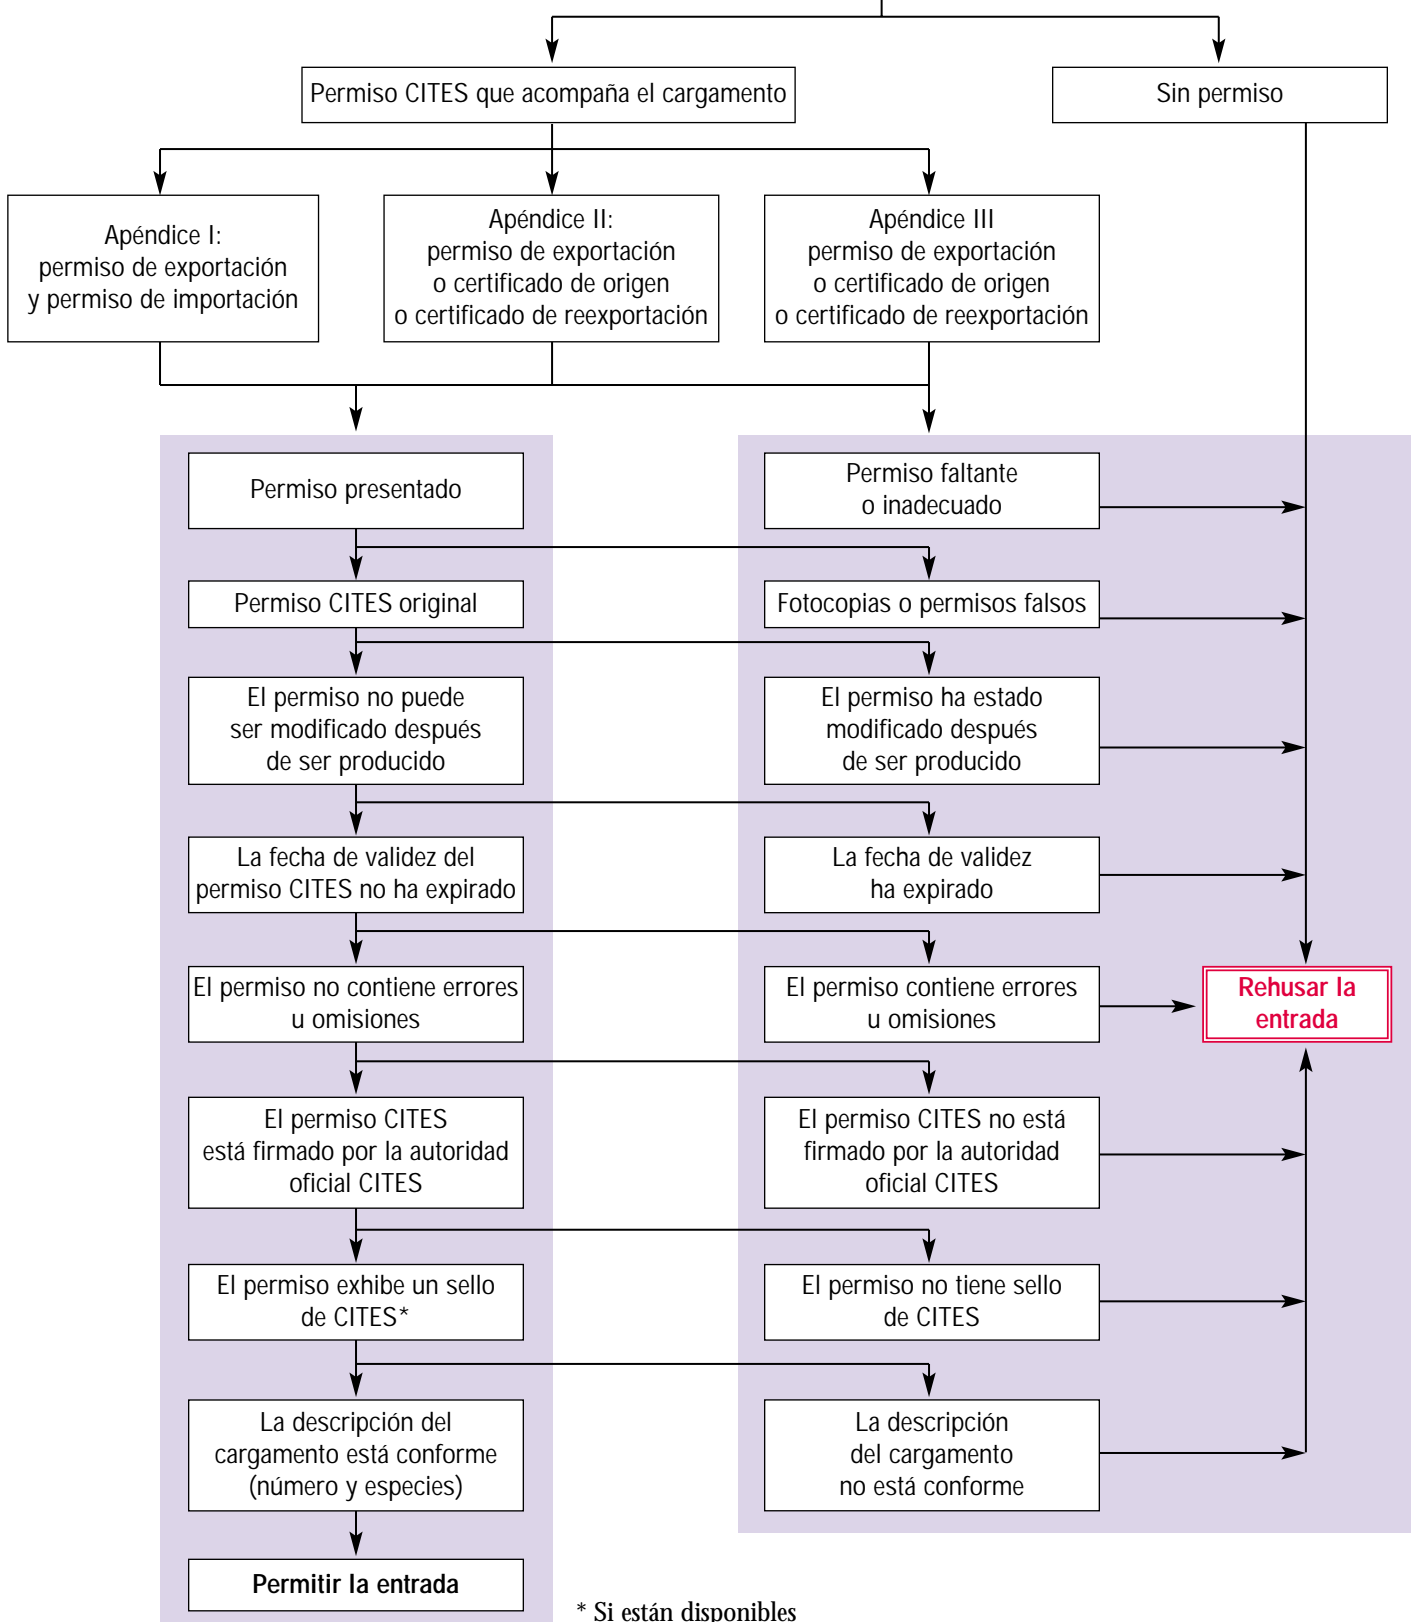 Permiso CITES que acompaña el cargamento
Sin permiso
Apéndice I:
permiso de exportación
y permiso de importación
Apéndice II:
permiso de exportación
o certificado de origen
o certificado de reexportación
Apéndice III
permiso de exportación
o certificado de origen
o certificado de reexportación
Permiso presentado
Permiso faltante
o inadecuado
Permiso CITES original
Fotocopias o permisos falsos
El permiso no puede
ser modificado después
de ser producido
El permiso ha estado
modificado después
de ser producido
La fecha de validez del
permiso CITES no ha expirado
La fecha de validez
ha expirado
El permiso no contiene errores
u omisiones
El permiso contiene errores
u omisiones
Rehusar la
entrada
El permiso CITES
está firmado por la autoridad
oficial CITES
El permiso CITES no está
firmado por la autoridad
oficial CITES
El permiso exhibe un sello
de CITES*
El permiso no tiene sello
de CITES
La descripción del
cargamento está conforme
(número y especies)
La descripción
del cargamento
no está conforme
Permitir la entrada
* Si están disponibles